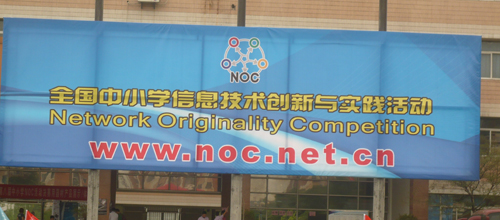 NOC
全国中小学信息技术创新与实践活动
Network Originality Competition
www.noc.net.cn